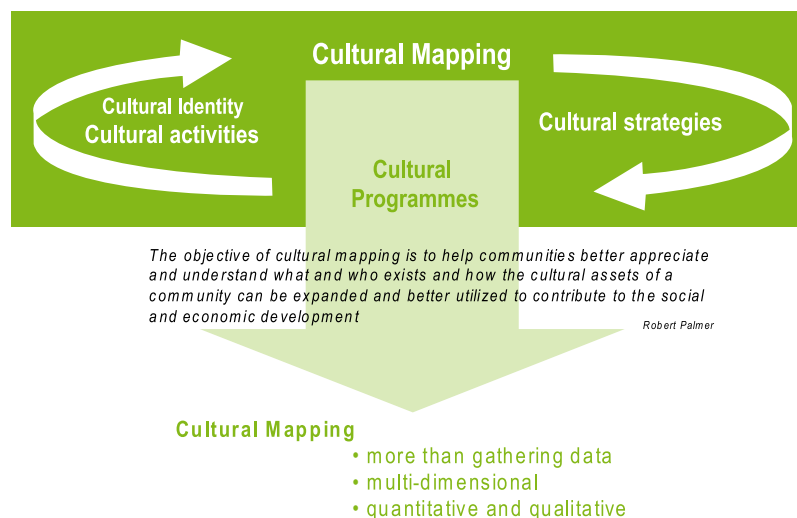 Cultural Mapping
Cultural Identity
Cultural activities
Cultural strategies
Cultural
Programmes
The objective of cultural mapping is to help communities better appreciate
and understand what and who exists and how the cultural assets of a
community can be expanded and better utilized to contribute to the social
and economic development
Robert Palmer
Cultural Mapping
• more than gathering data
• multi-dimensional
• quantitative and qualitative